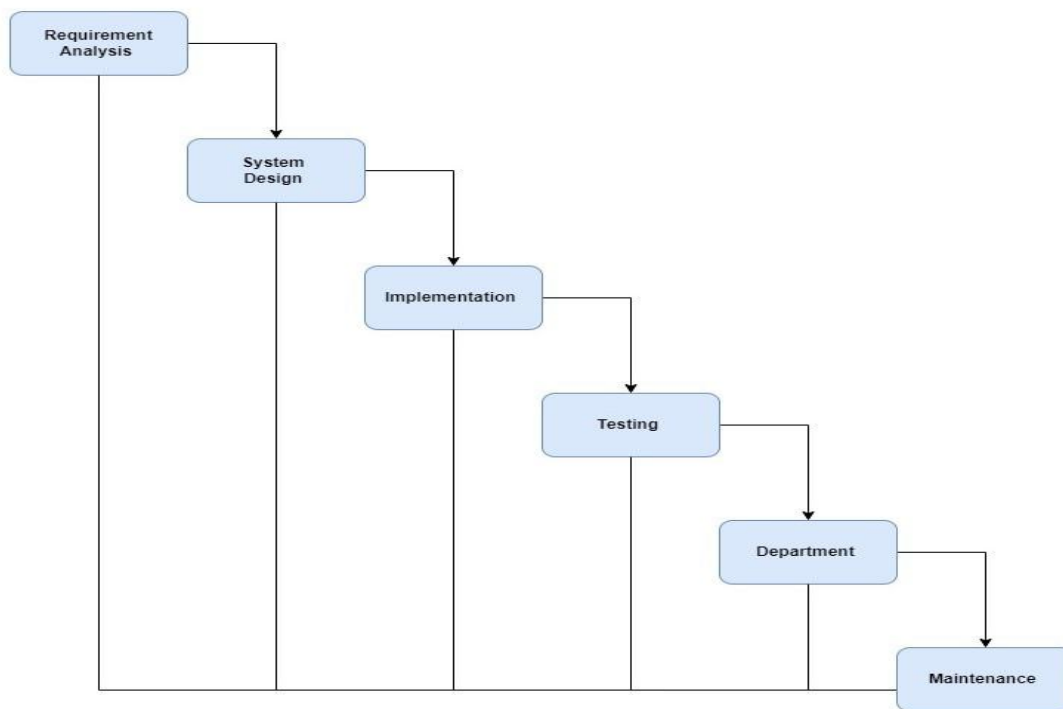 Requirement
Analysis
System
Design
Implementation
Testing
Department
Maintenance